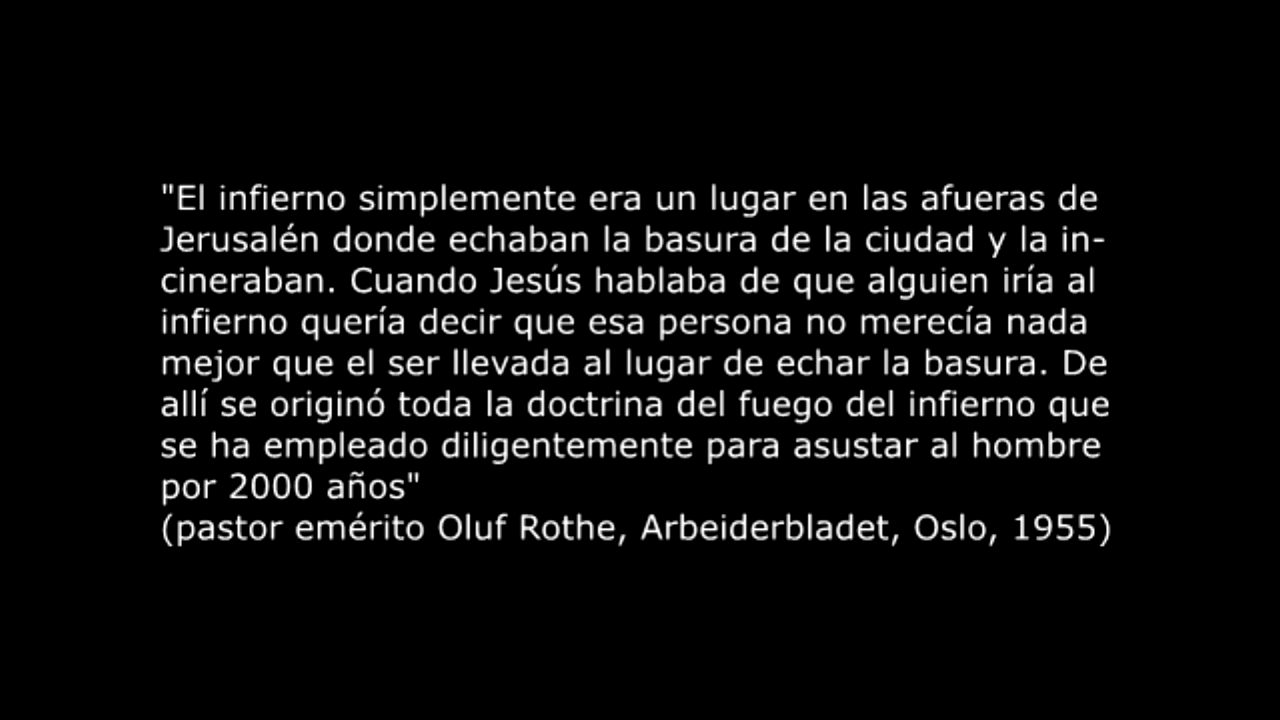 "El infierno simplemente era un lugar en las afueras de
Jerusalén donde echaban la basura de la ciudad y la in-
cineraban. Cuando Jesús hablaba de que alguien iría al
infierno quería decir que esa persona no merecía nada
mejor que el ser llevada al lugar de echar la basura. De
allí se originó toda la doctrina del fuego del infierno que
se ha empleado diligentemente para asustar al hombre
por 2000 años"
(pastor emérito Oluf Rothe, Arbeiderbladet, Oslo, 1955)